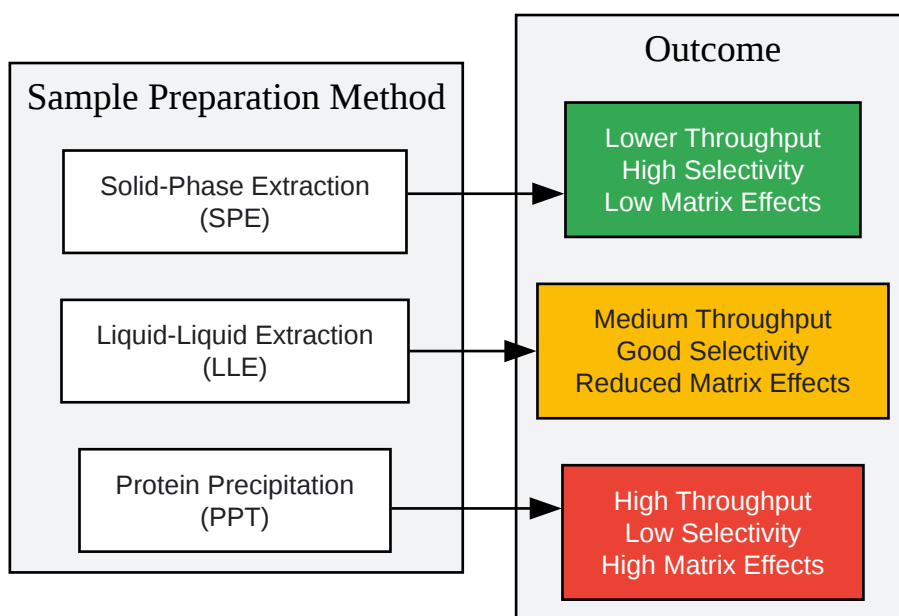 Sample Preparation Method
Solid-Phase Extraction
(SPE)
Liquid-Liquid Extraction
(LLE)
Protein Precipitation
(PPT)
Outcome
Lower Throughput
High Selectivity
Low Matrix Effects
Medium Throughput
Good Selectivity
Reduced Matrix Effects
High Throughput
Low Selectivity
High Matrix Effects